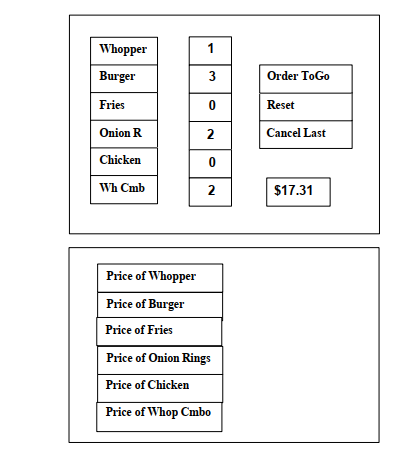 Whopper 1
Burger 3 Order ToGo
Fries 0 Reset
Onion R 2 Cancel Last
Chicken 0
Wh Cmb 2 $17.31
Price of Whopper
Price of Burger
Price of Fries
Price of Onion Rings
Price of Chicken
Price of Whop Cmbo